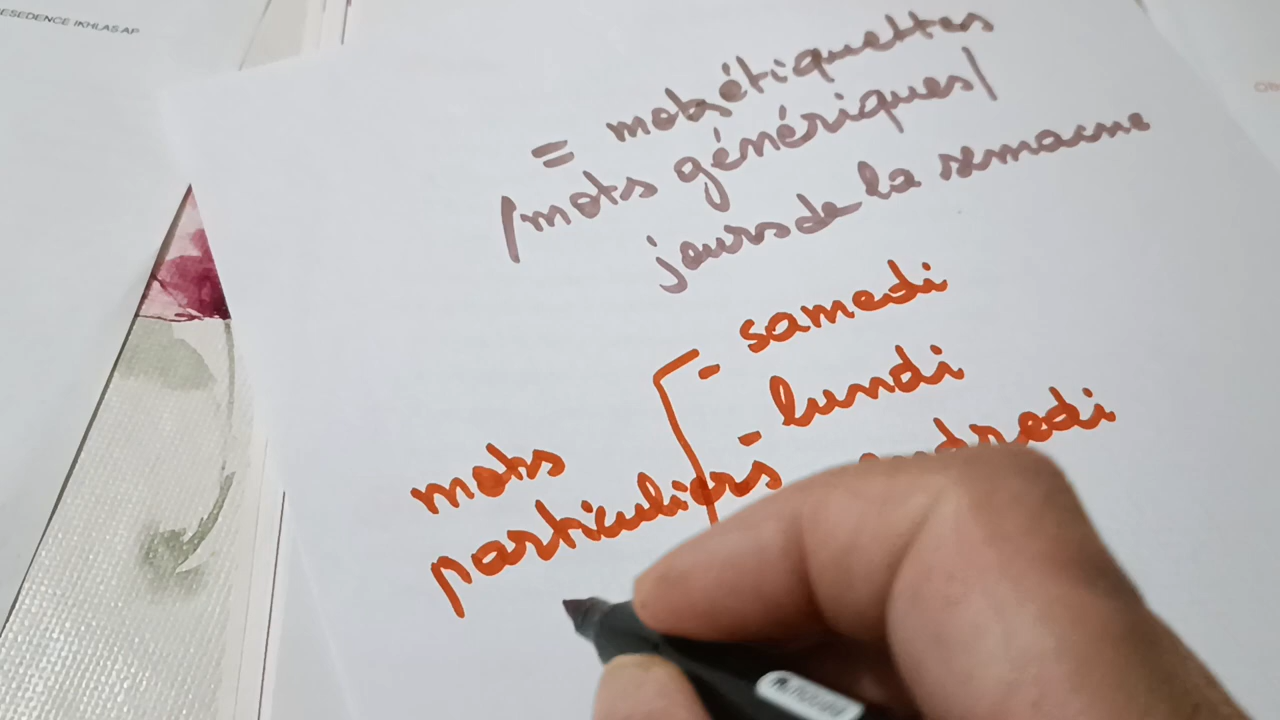 RESEDENCE IKHLAS AP
= mots étiquettes
/mots génériques/
jours de la semaine
- samedi
- lundi
mots
particuliers